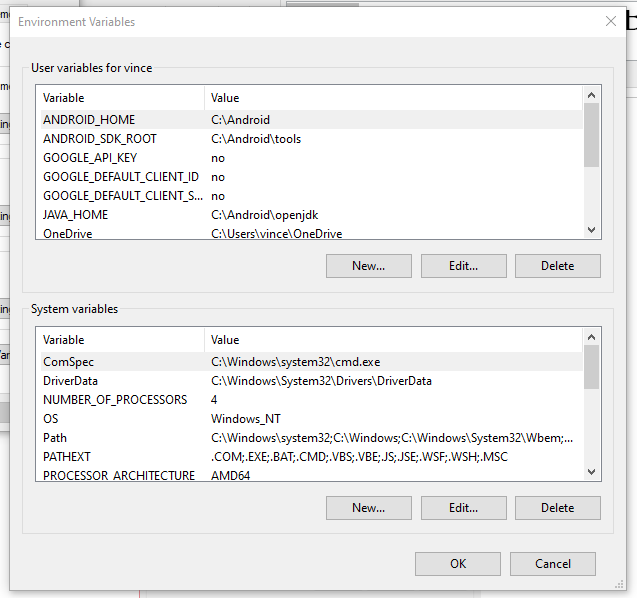 Environment Variables
User variables for vince
Variable Value
ANDROID_HOME C:\Android
ANDROID_SDK_ROOT C:\Android\tools
GOOGLE_API_KEY no
GOOGLE_DEFAULT_CLIENT_ID no
GOOGLE_DEFAULT_CLIENT_S... no
JAVA_HOME C:\Android\openjdk
OneDrive C:\Users\vince\OneDrive
New... Edit... Delete
System variables
Variable Value
ComSpec C:\Windows\system32\cmd.exe
DriverData C:\Windows\System32\Drivers\DriverData
NUMBER_OF_PROCESSORS 4
OS Windows_NT
Path C:\Windows\system32;C:\Windows;C:\Windows\System32\Wbem;...
PATHEXT .COM;.EXE;.BAT;.CMD;.VBS;.VBE;.JS;.JSE;.WSF;.WSH;.MSC
PROCESSOR_ARCHITECTURE AMD64
New... Edit... Delete
OK Cancel